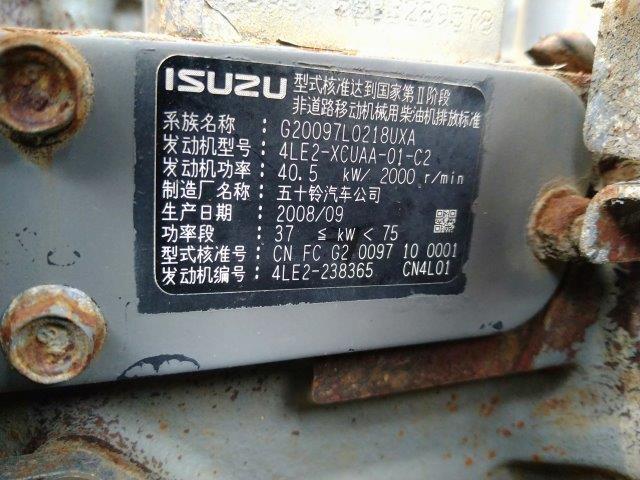 ISUZU
型式核准达到国家第Ⅱ阶段
非道路移动机械用柴油机排放标准
系族名称 : G20097L0218UXA
发动机型号: 4LE2-XCUAA-01-C2
发动机功率: 40.5 kW/ 2000 r/min
制造厂名称: 五十铃汽车公司
生产日期 : 2008/09
功率段 : 37 ≦ kW < 75
型式核准号: CN FC G2 0097 10 0001
发动机编号: 4LE2-238365 CN4L01